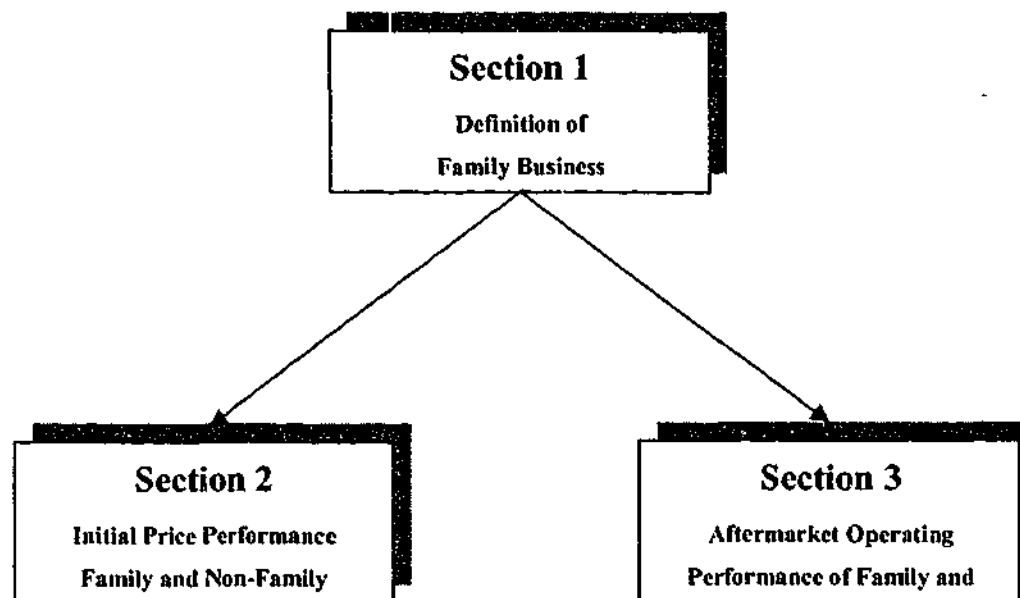 Section 1
Definition of
Family Business
Section 2
Initial Price Performance
Family and Non-Family
Section 3
Aftermarket Operating
Performance of Family and